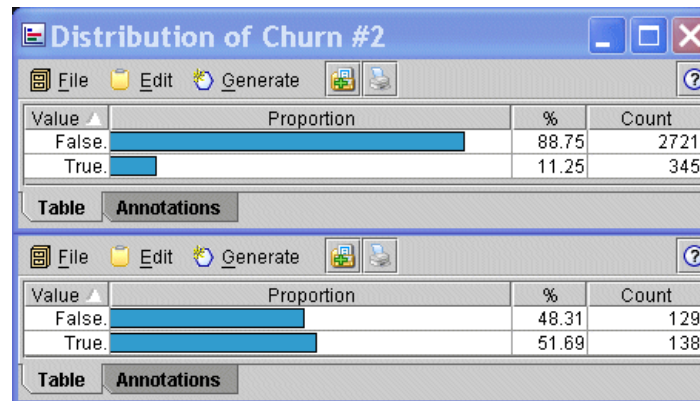 Distribution of Churn #2
File Edit Generate
Value Proportion % Count
False. 88.75 2721
True. 11.25 345
Table Annotations
File Edit Generate
Value Proportion % Count
False. 48.31 129
True. 51.69 138
Table Annotations